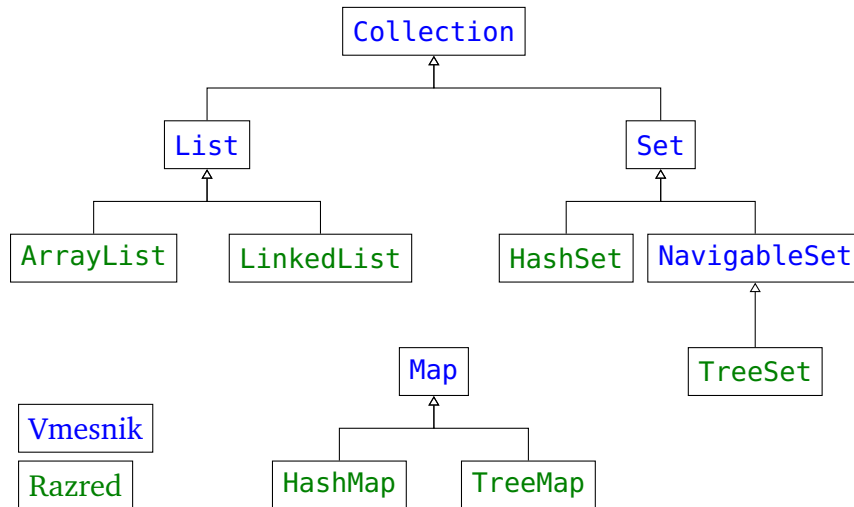 Collection
List
Set
ArrayList
LinkedList
HashSet
NavigableSet
Map
TreeSet
Vmesnik
Razred
HashMap
TreeMap